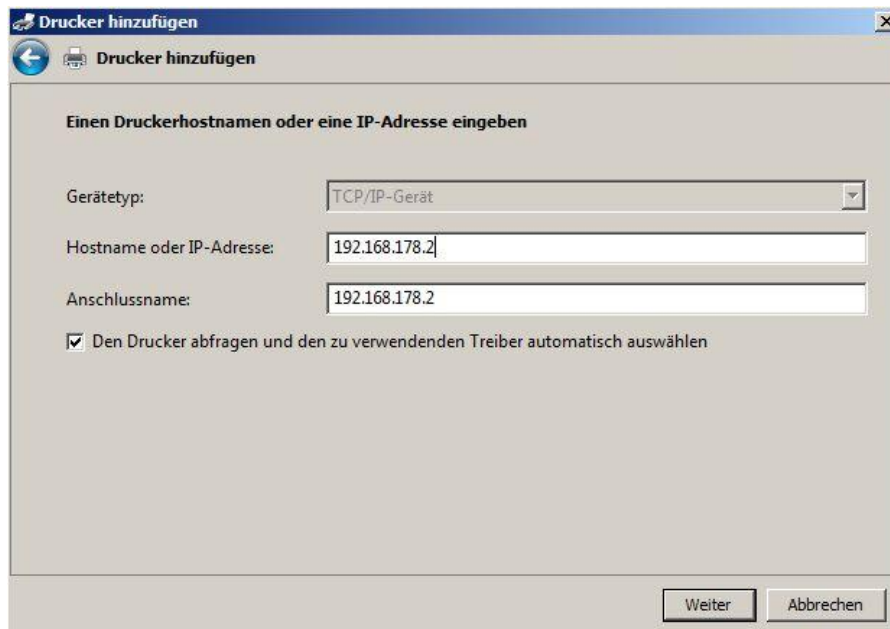 Drucker hinzufügen
Drucker hinzufügen
Einen Druckerhostnamen oder eine IP-Adresse eingeben
Gerätetyp: TCP/IP-Gerät
Hostname oder IP-Adresse: 192.168.178.2
Anschlussname: 192.168.178.2
Den Drucker abfragen und den zu verwendenden Treiber automatisch auswählen
Weiter Abbrechen